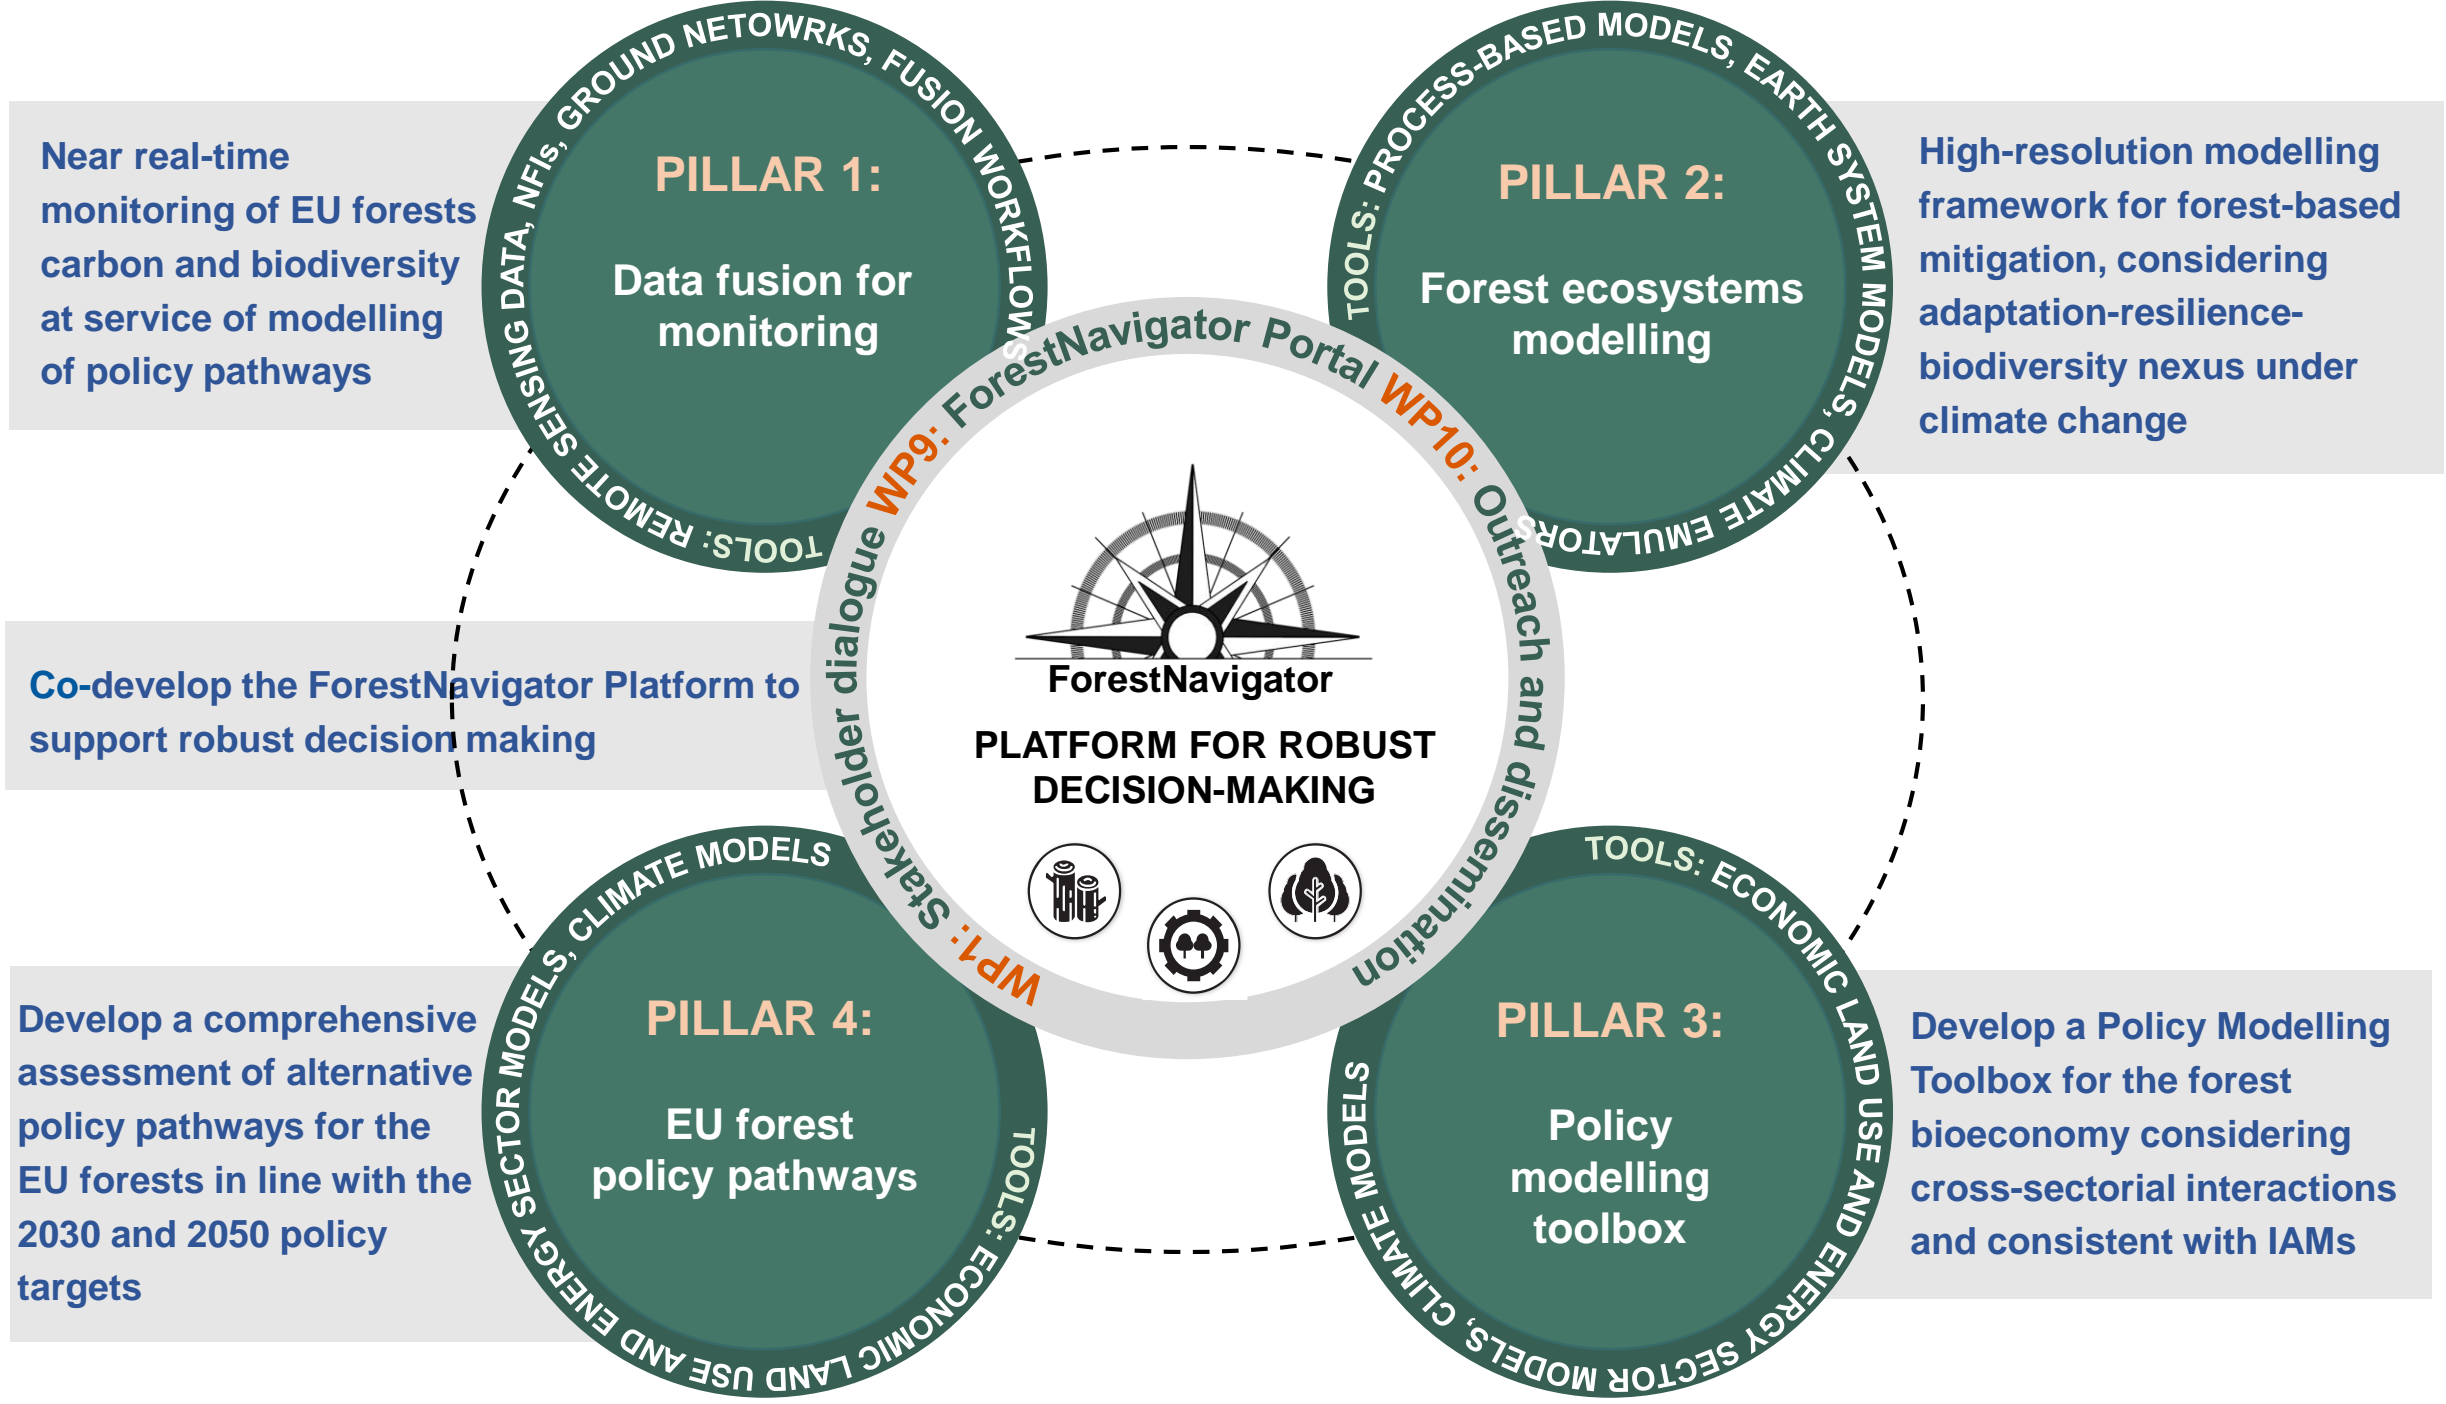 TOOLS: REMOTE SENSING DATA, NFIs, GROUND NETOWRKS, FUSION WORKFLOWS
PILLAR 1:
Data fusion for
monitoring
Near real-time
monitoring of EU forests
carbon and biodiversity
at service of modelling
of policy pathways
TOOLS: PROCESS-BASED MODELS, EARTH SYSTEM MODELS, CLIMATE EMULATORS
PILLAR 2:
Forest ecosystems
modelling
High-resolution modelling
framework for forest-based
mitigation, considering
adaptation-resilience-
biodiversity nexus under
climate change
WP1: Stakeholder dialogue WP9: ForestNavigator Portal WP10: Outreach and dissemination
ForestNavigator
PLATFORM FOR ROBUST
DECISION-MAKING
Co-develop the ForestNavigator Platform to
support robust decision making
TOOLS: ECONOMIC LAND USE AND ENERGY SECTOR MODELS, CLIMATE MODELS
PILLAR 4:
EU forest
policy pathways
Develop a comprehensive
assessment of alternative
policy pathways for the
EU forests in line with the
2030 and 2050 policy
targets
TOOLS: ECONOMIC LAND USE AND ENERGY SECTOR MODELS, CLIMATE MODELS
PILLAR 3:
Policy
modelling
toolbox
Develop a Policy Modelling
Toolbox for the forest
bioeconomy considering
cross-sectorial interactions
and consistent with IAMs